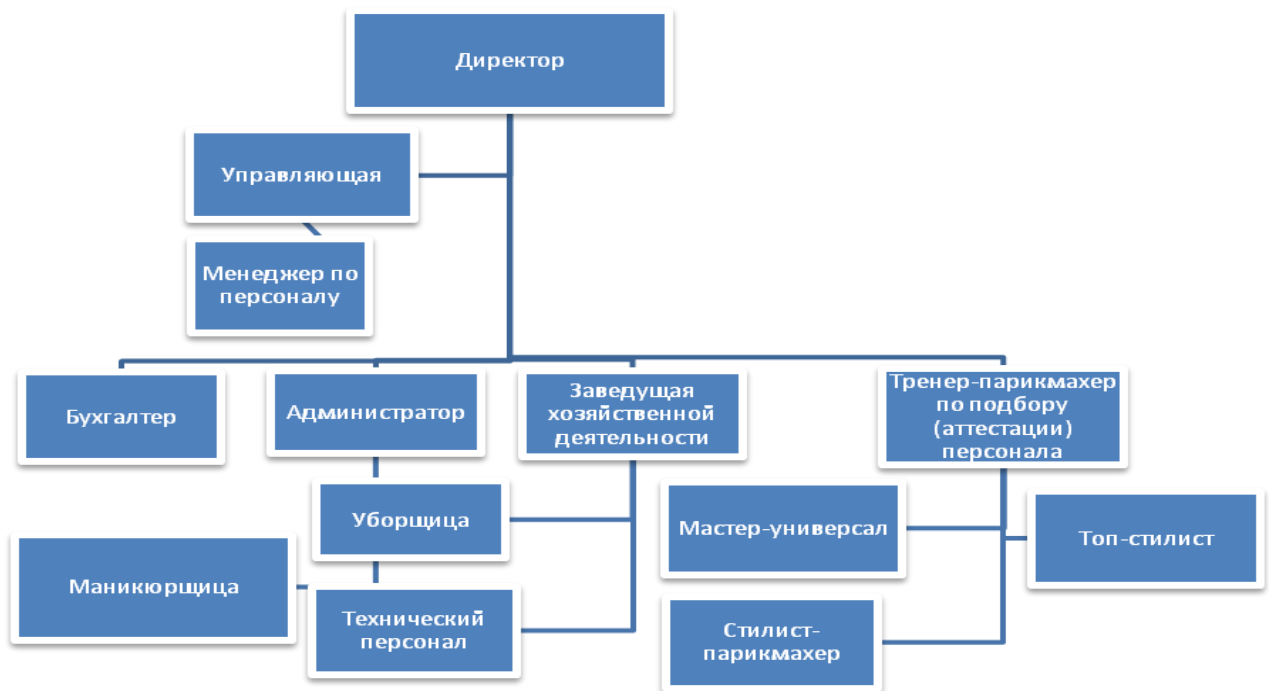 Директор
Управляющая
Менеджер по
персоналу
Бухгалтер
Администратор
Заведущая
хозяйственной
деятельности
Тренер-парикмахер
по подбору
(аттестации)
персонала
Уборщица
Мастер-универсал
Топ-стилист
Маникюрщица
Технический
персонал
Стилист-
парикмахер